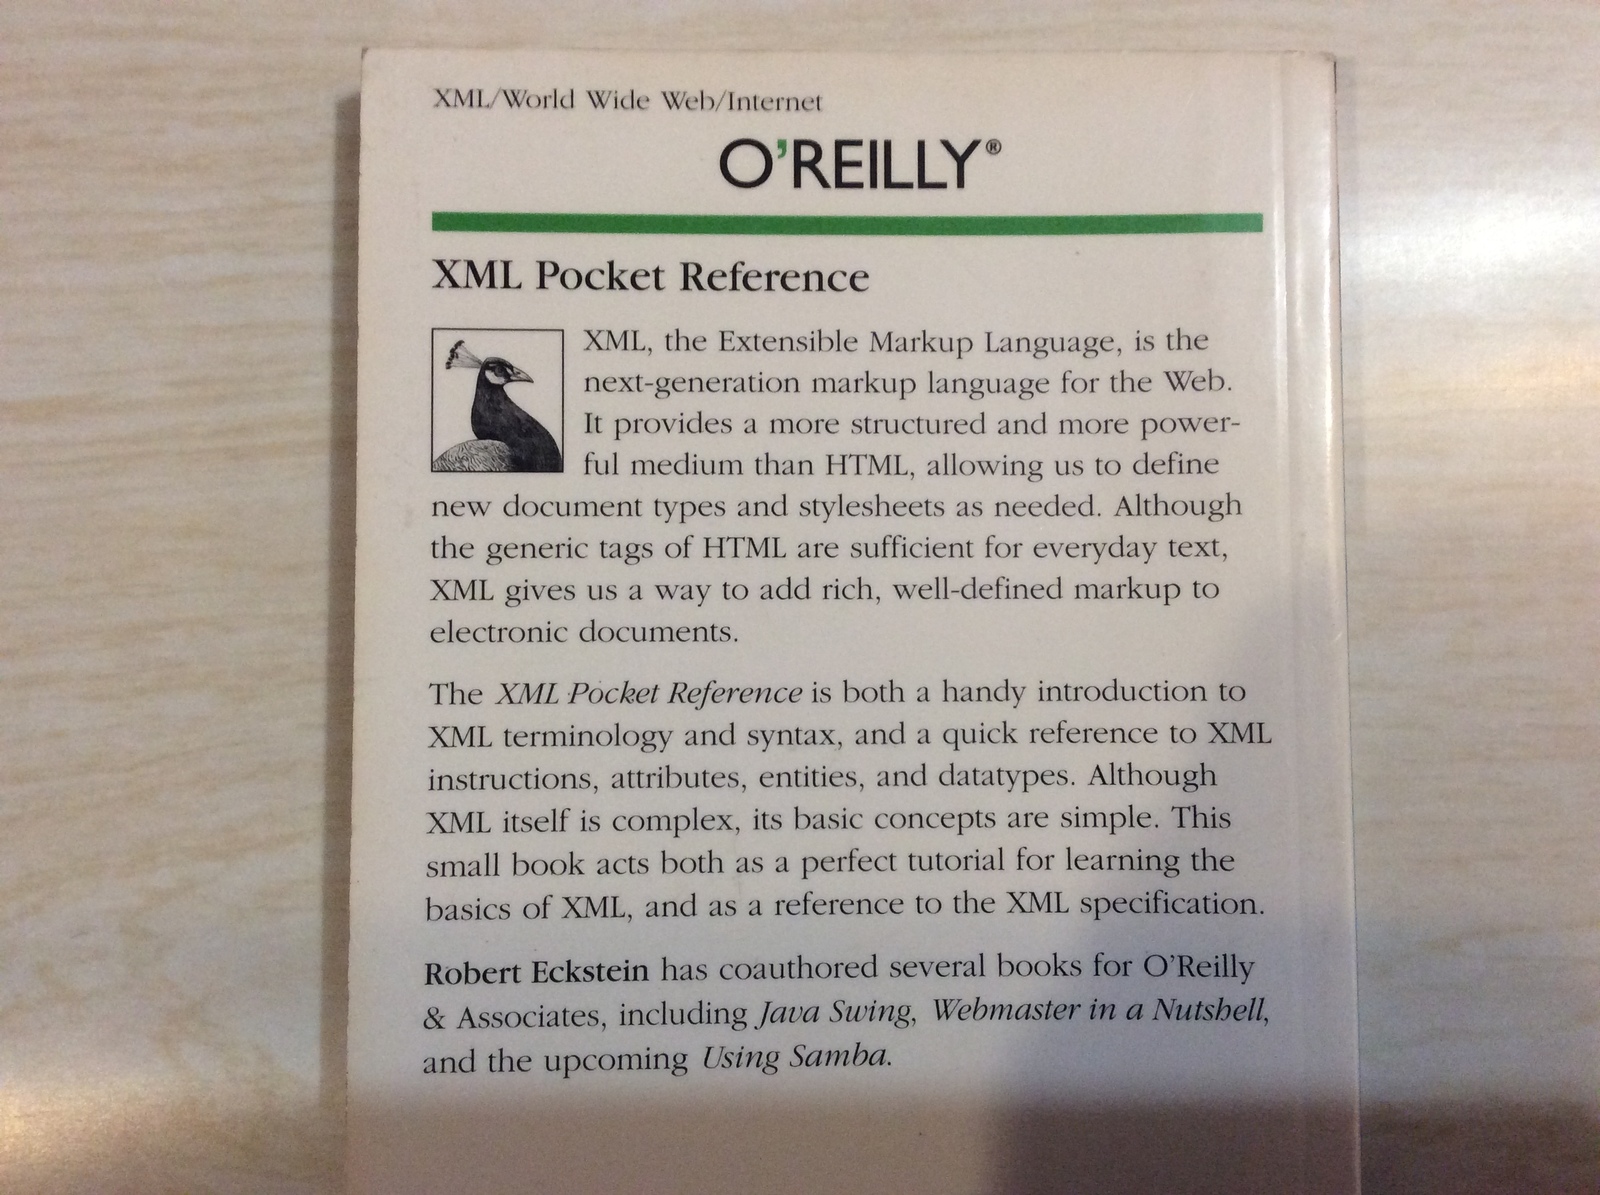 XML/World Wide Web/Internet
O'REILLY®
XML Pocket Reference
XML, the Extensible Markup Language, is the
next-generation markup language for the Web.
It provides a more structured and more power-
ful medium than HTML, allowing us to define
new document types and stylesheets as needed. Although
the generic tags of HTML are sufficient for everyday text,
XML gives us a way to add rich, well-defined markup to
electronic documents.
The XML Pocket Reference is both a handy introduction to
XML terminology and syntax, and a quick reference to XML
instructions, attributes, entities, and datatypes. Although
XML itself is complex, its basic concepts are simple. This
small book acts both as a perfect tutorial for learning the
basics of XML, and as a reference to the XML specification.
Robert Eckstein has coauthored several books for O'Reilly
& Associates, including Java Swing, Webmaster in a Nutshell,
and the upcoming Using Samba.